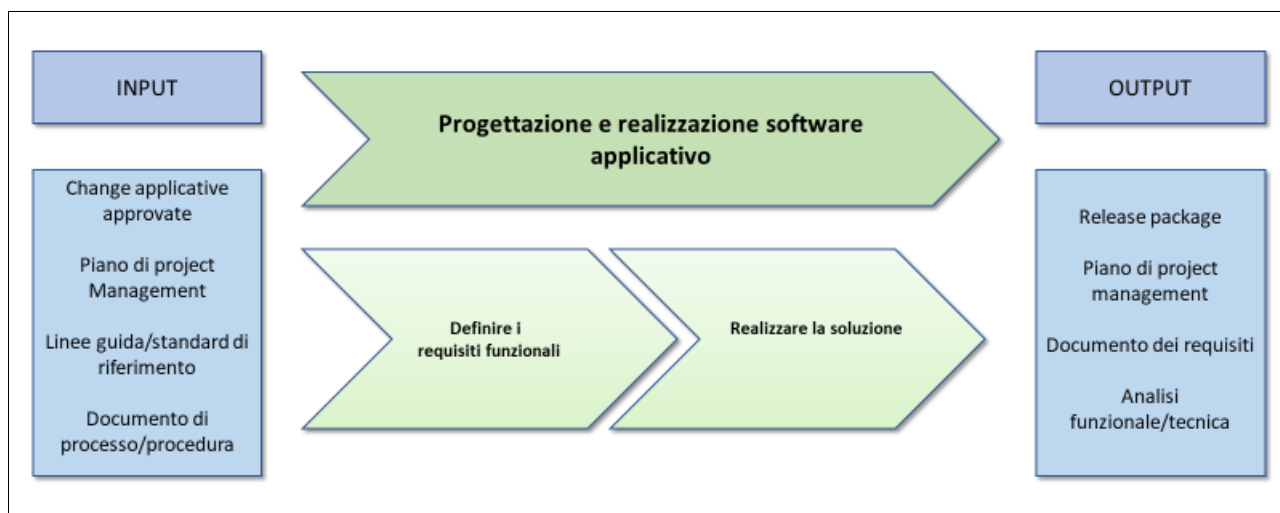 INPUT
Change applicative
approvate
Piano di project
Management
Linee guida/standard di
riferimento
Documento di
processo/procedura
Progettazione e realizzazione software
applicativo
Definire i
requisiti funzionali
Realizzare la soluzione
OUTPUT
Release package
Piano di project
management
Documento dei requisiti
Analisi
funzionale/tecnica